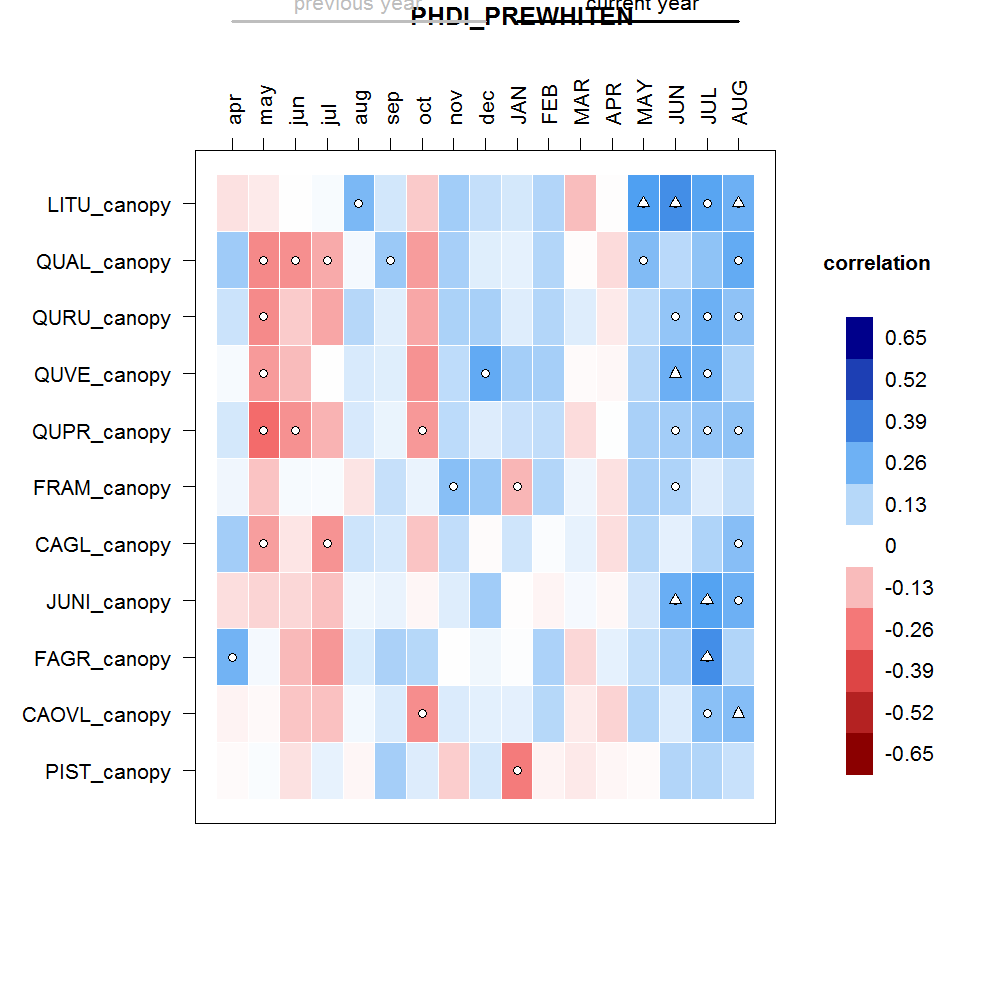 previous year
current year
PHDI_PREWHITEN
apr may jun jul aug sep oct nov dec JAN FEB MAR APR MAY JUN JUL AUG
LITU_canopy
QUAL_canopy
QURU_canopy
QUVE_canopy
QUPR_canopy
FRAM_canopy
CAGL_canopy
JUNI_canopy
FAGR_canopy
CAOVL_canopy
PIST_canopy
correlation
0.65
0.52
0.39
0.26
0.13
0
-0.13
-0.26
-0.39
-0.52
-0.65